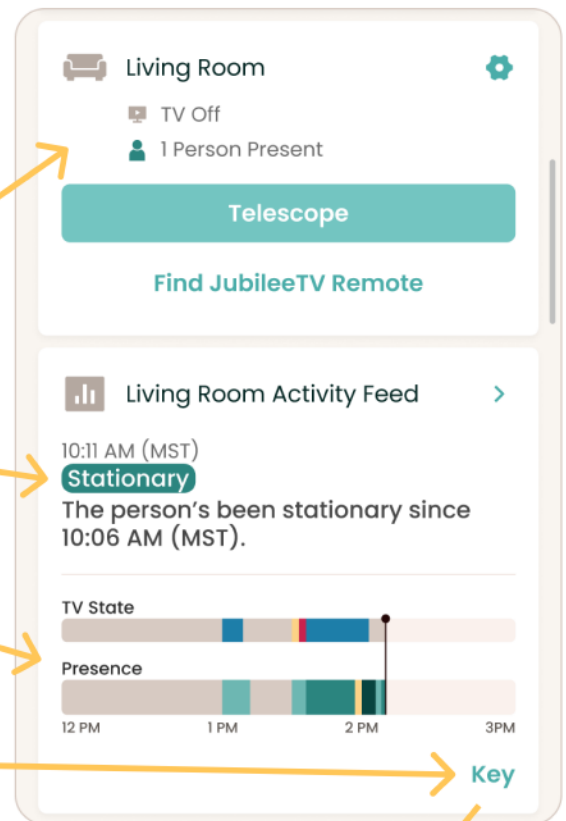 Living Room
TV Off
1 Person Present
Telescope
Find JubileeTV Remote
Living Room Activity Feed
10:11 AM (MST)
Stationary
The person's been stationary since
10:06 AM (MST).
TV State
Presence
12 PM 1 PM 2 PM 3PM
Key